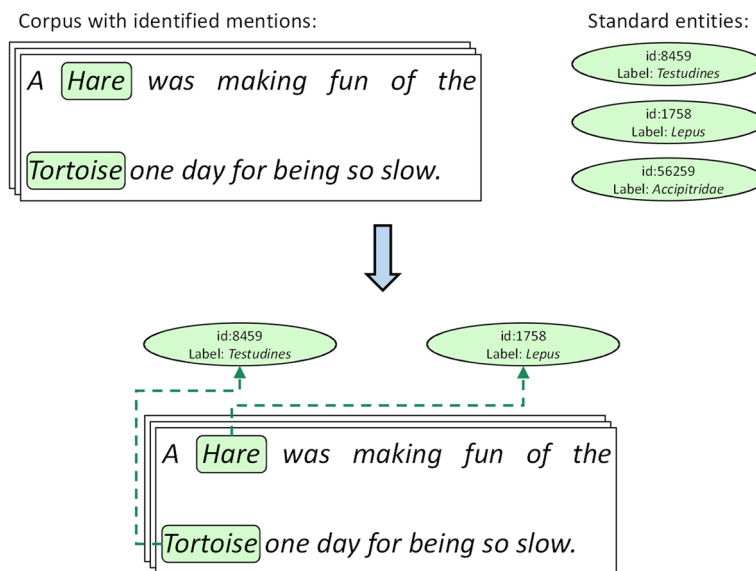 Corpus with identified mentions:
Standard entities:
A Hare was making fun of the
Tortoise one day for being so slow.
id:8459
Label: Testudines
id:1758
Label: Lepus
id:56259
Label: Accipitridae
id:8459
Label: Testudines
id:1758
Label: Lepus
A Hare was making fun of the
Tortoise one day for being so slow.